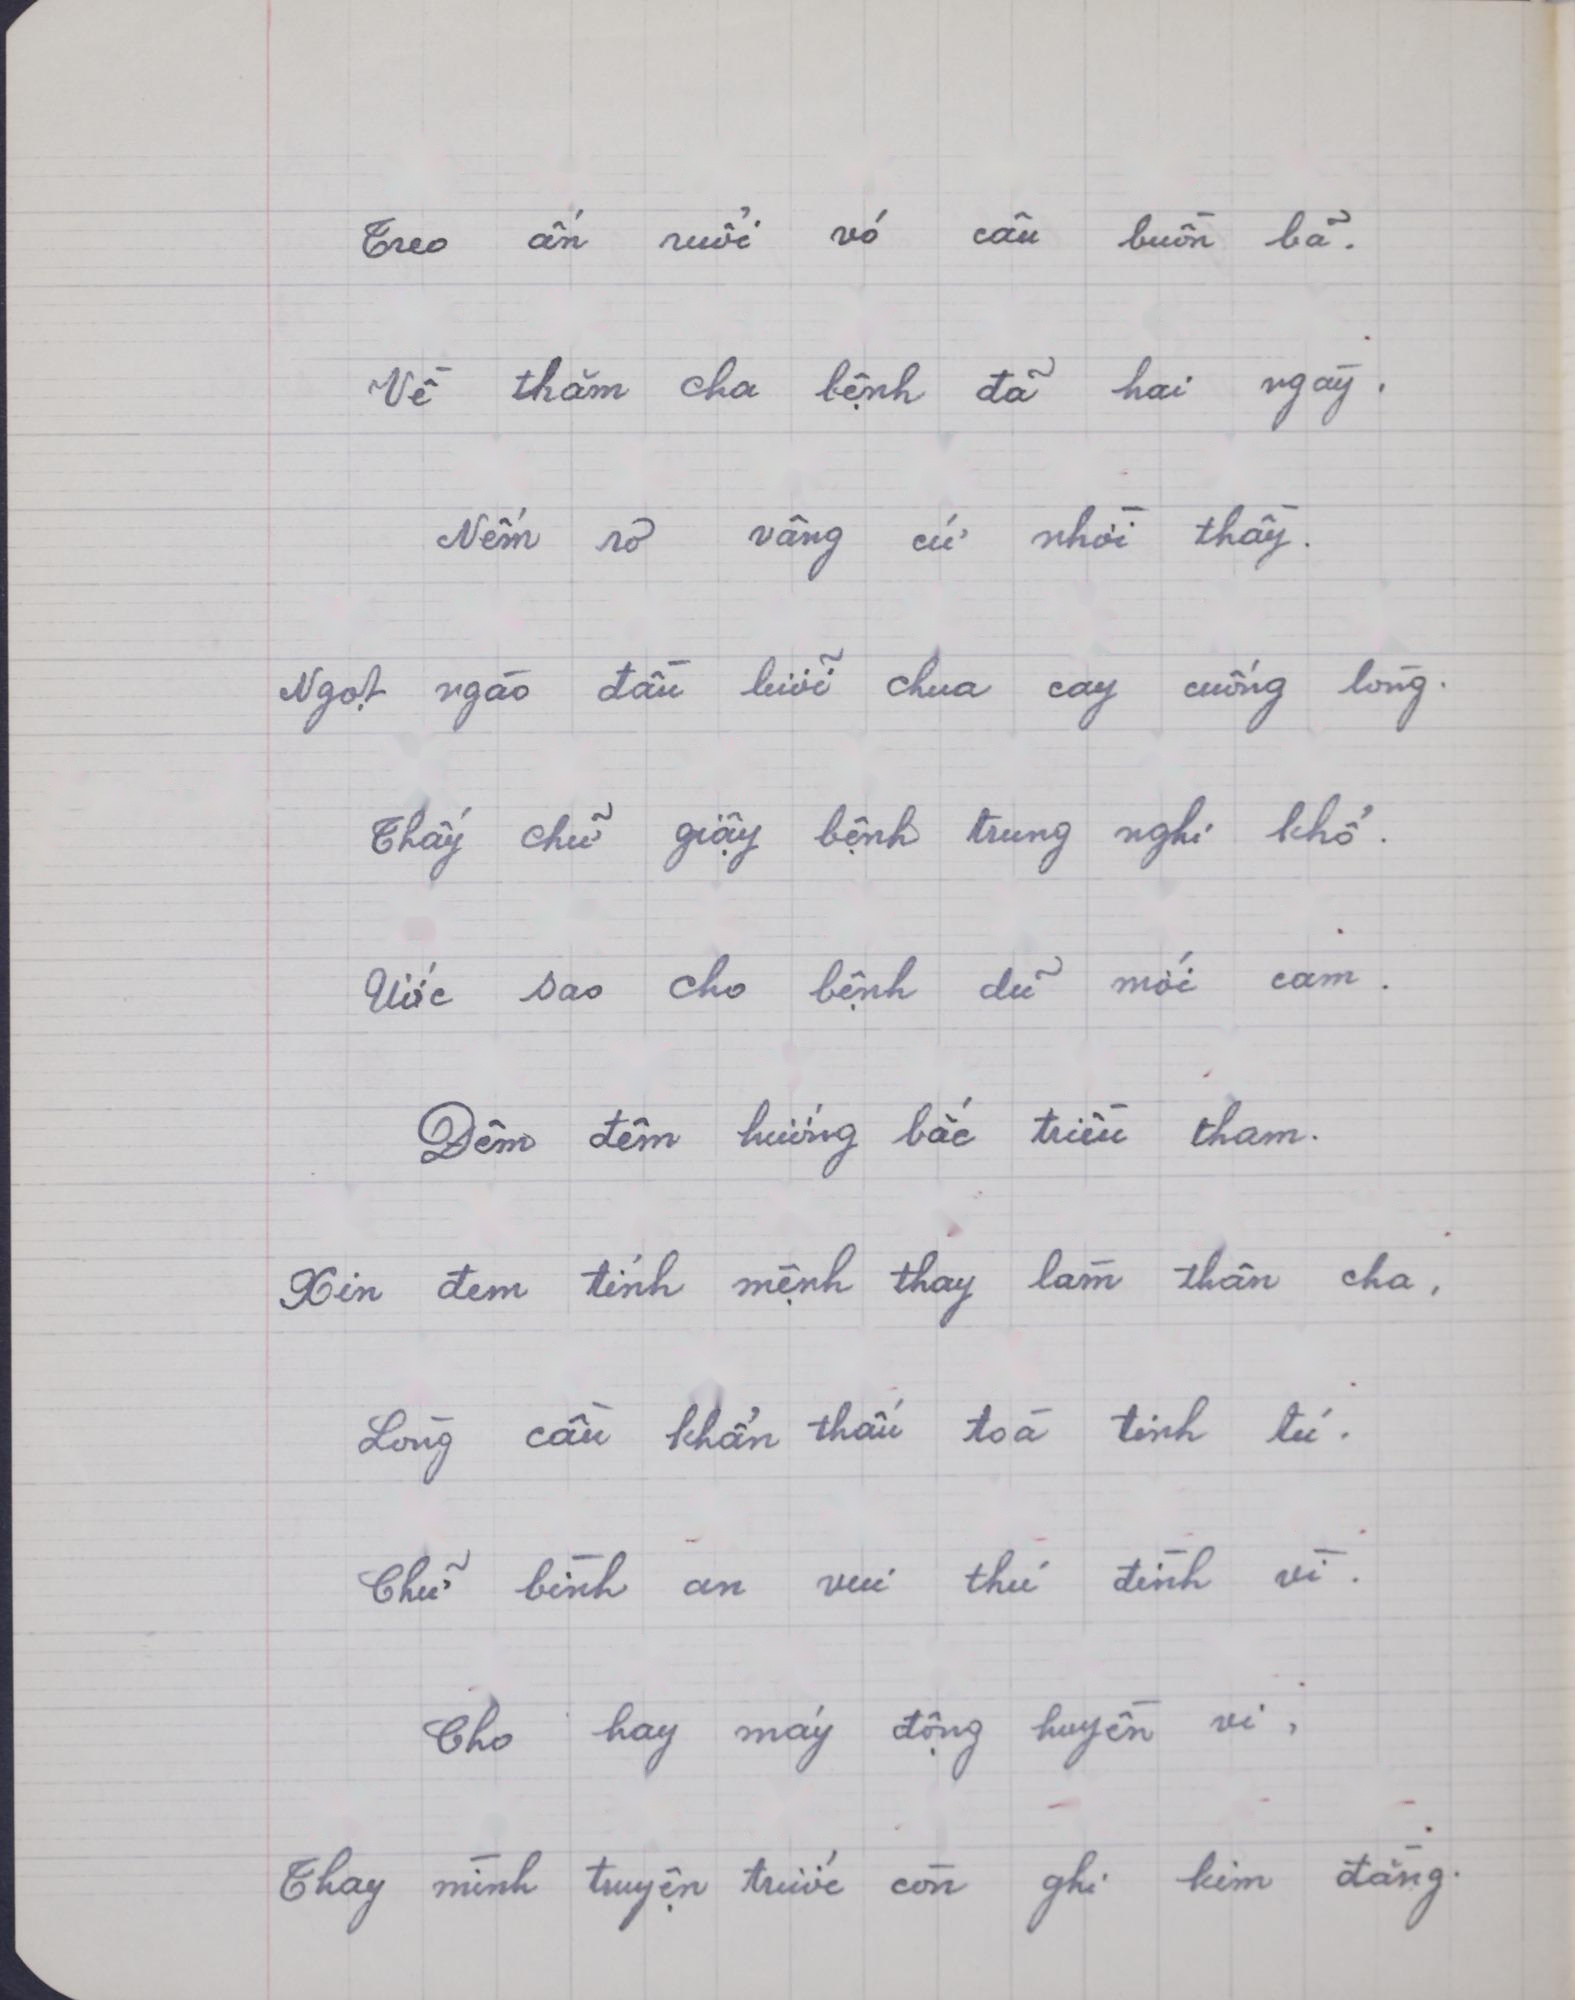 Treo ấn ruổi vó câu buồn bã.
Về thăm cha bệnh đã hai ngày.
Nếm rõ vâng cứ nhời thầy.
Ngọt ngào đầu lưỡi chua cay cuống lòng.
Thấy chữ giậy bệnh trung nghi khổ.
Ước sao cho bệnh dữ mới cam.
Đêm đêm hướng bắc triều tham.
Xin đem tính mệnh thay làm thân cha,
Lòng cầu khẩn thấu toà tinh tú.
Chữ bình an vui thú đình vi.
Cho hay máy động huyền vi,
Thay mình truyện trước còn ghi kim đằng.